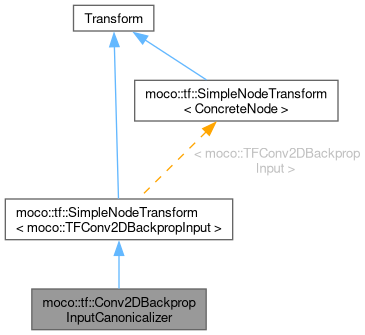 Transform
moco::tf::SimpleNodeTransform
< ConcreteNode >
< moco::TFConv2DBackprop
Input >
moco::tf::SimpleNodeTransform
< moco::TFConv2DBackpropInput >
moco::tf::Conv2DBackprop
InputCanonicalizer